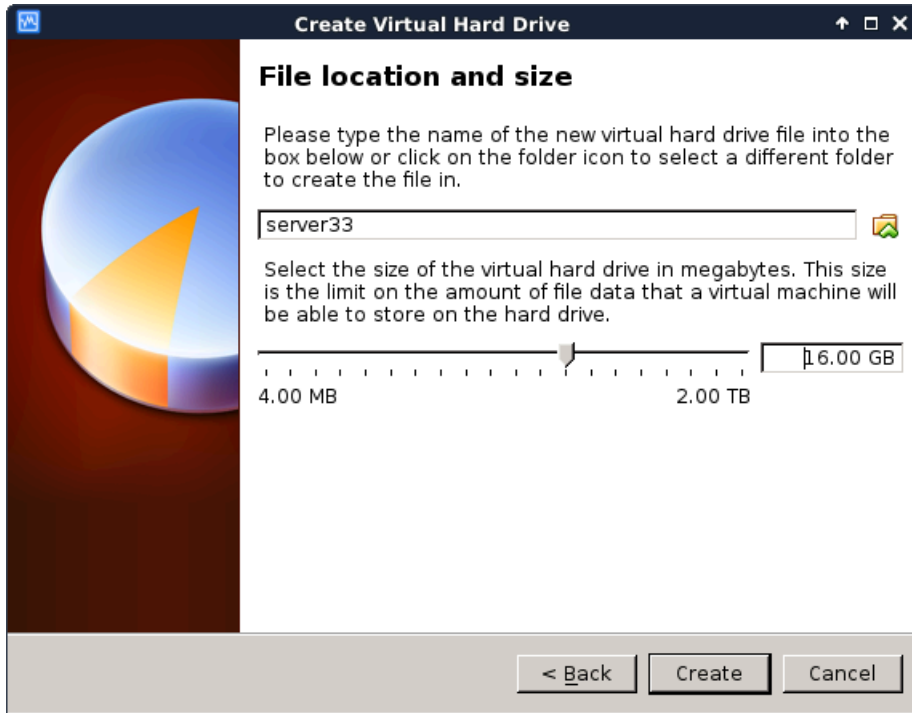 Create Virtual Hard Drive
File location and size
Please type the name of the new virtual hard drive file into the
box below or click on the folder icon to select a different folder
to create the file in.
server33
Select the size of the virtual hard drive in megabytes. This size
is the limit on the amount of file data that a virtual machine will
be able to store on the hard drive.
16.00 GB
4.00 MB 2.00 TB
< Back Create Cancel